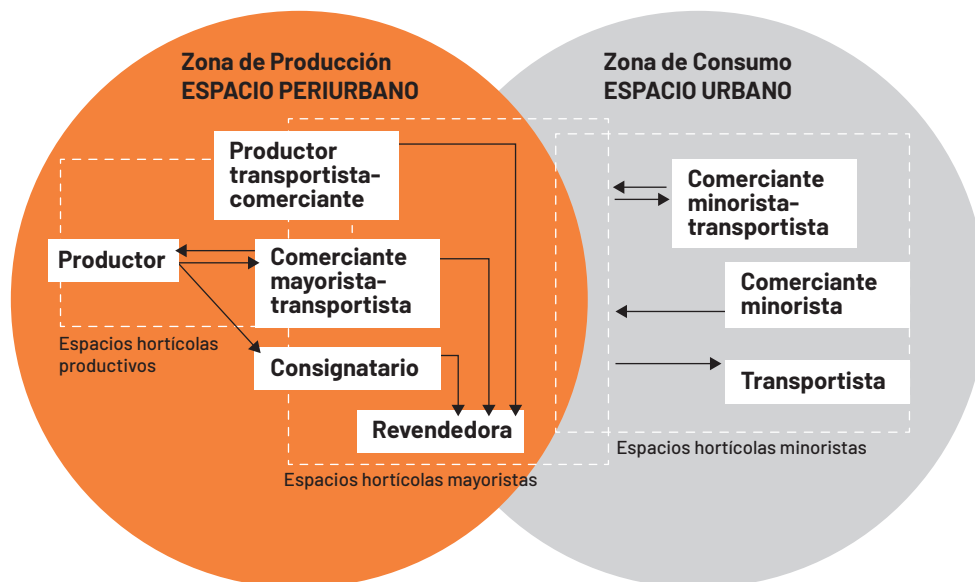 Zona de Producción
ESPACIO PERIURBANO
Zona de Consumo
ESPACIO URBANO
Productor
transportista-
comerciante
Comerciante
minorista-
transportista
Productor
Comerciante
mayorista-
transportista
Comerciante
minorista
Espacios hortícolas
productivos
Consignatario
Transportista
Revendedora
Espacios hortícolas minoristas
Espacios hortícolas mayoristas